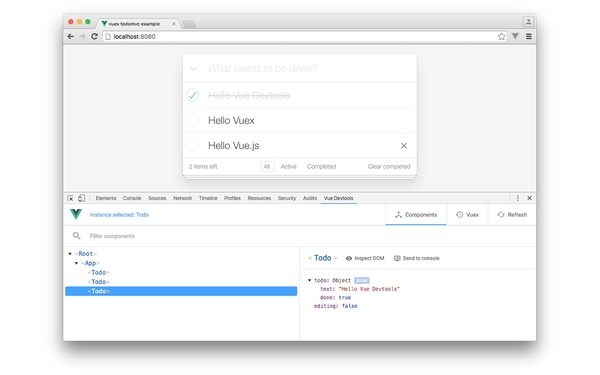 vuex todomvc example
localhost:8080
What needs to be done?
Hello Vue Devtools
Hello Vuex
Hello Vue.js
2 items left All Active Completed Clear completed
Elements Console Sources Network Timeline Profiles Resources Security Audits Vue Devtools
Instance selected: Todo Components Vuex Refresh
Filter components
<Root>
<App>
<Todo>
<Todo>
<Todo>
< Todo > Inspect DOM Send to console
todo: Object prop
text: "Hello Vue Devtools"
done: true
editing: false